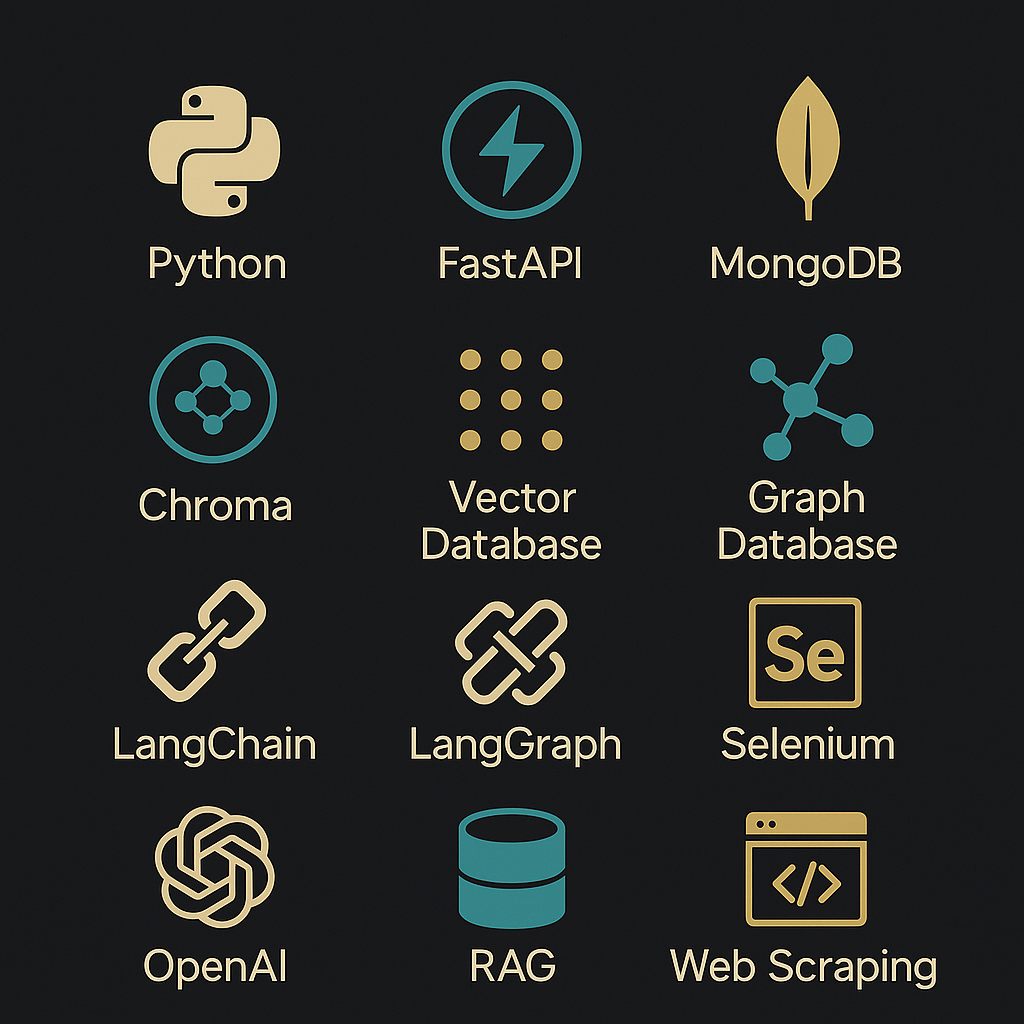 Python
FastAPI
MongoDB
Chroma
Vector
Database
Graph
Database
LangChain
LangGraph
Se
Selenium
</>
OpenAI
RAG
Web Scraping